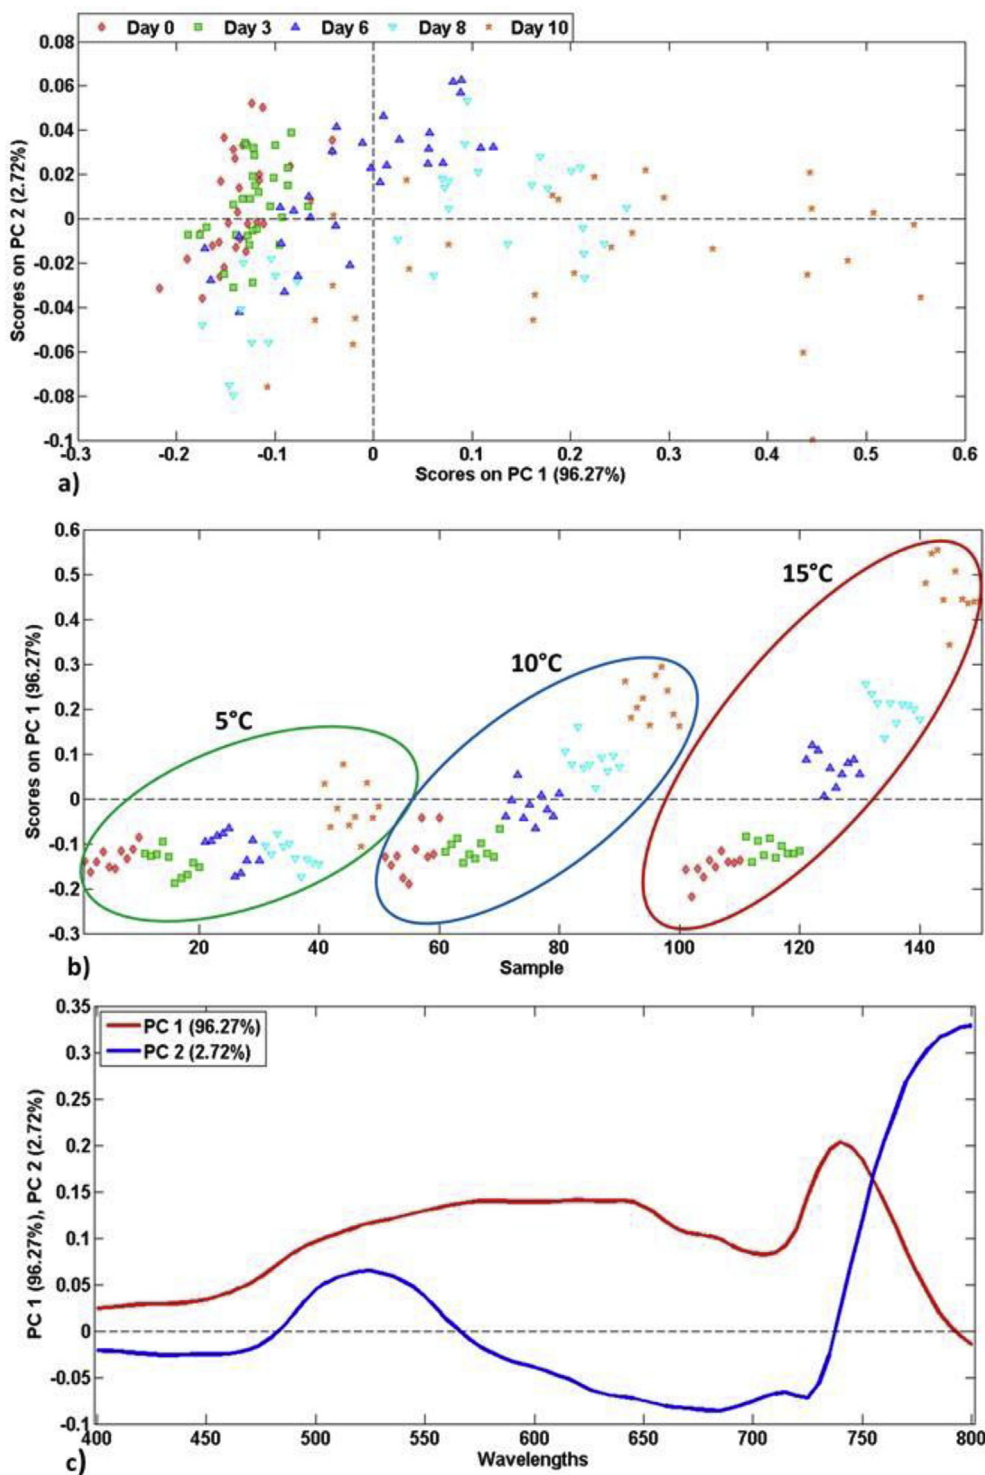 Day 0 Day 3 Day 6 Day 8 Day 10
0.08
0.06
0.04
0.02
0
-0.02
-0.04
-0.06
-0.08
-0.1
Scores on PC 2 (2.72%)
-0.3 -0.2 -0.1 0 0.1 0.2 0.3 0.4 0.5 0.6
Scores on PC 1 (96.27%)
a)
0.6
0.5
0.4
0.3
0.2
0.1
0
-0.1
-0.2
-0.3
Scores on PC 1 (96.27%)
5°C
10°C
15°C
20 40 60 80 100 120 140
Sample
b)
0.35
0.3
0.25
0.2
0.15
0.1
0.05
0
-0.05
-0.1
PC 1 (96.27%), PC 2 (2.72%)
PC 1 (96.27%)
PC 2 (2.72%)
400 450 500 550 600 650 700 750 800
Wavelengths
c)